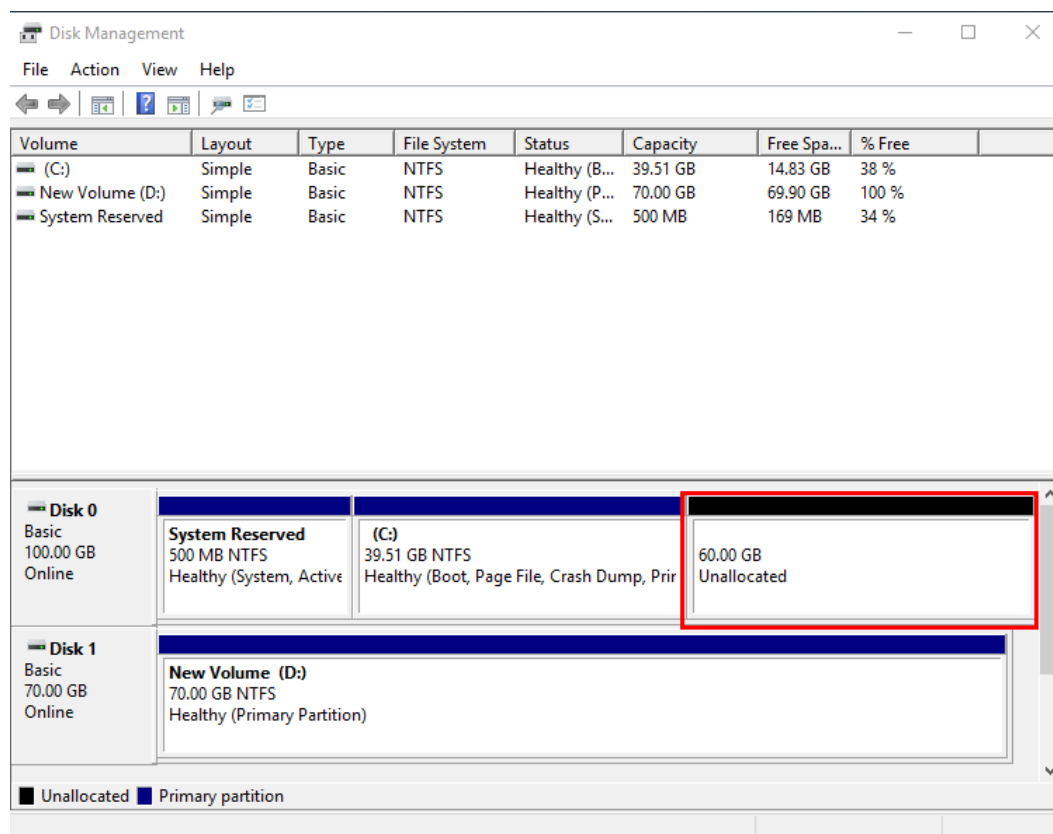 Disk Management
File Action View Help
Volume Layout Type File System Status Capacity Free Spa... % Free
(C:) Simple Basic NTFS Healthy (B... 39.51 GB 14.83 GB 38 %
New Volume (D:) Simple Basic NTFS Healthy (P... 70.00 GB 69.90 GB 100 %
System Reserved Simple Basic NTFS Healthy (S... 500 MB 169 MB 34 %
Disk 0
Basic
100.00 GB
Online
System Reserved
500 MB NTFS
Healthy (System, Active
(C:)
39.51 GB NTFS
Healthy (Boot, Page File, Crash Dump, Prir
60.00 GB
Unallocated
Disk 1
Basic
70.00 GB
Online
New Volume (D:)
70.00 GB NTFS
Healthy (Primary Partition)
Unallocated Primary partition